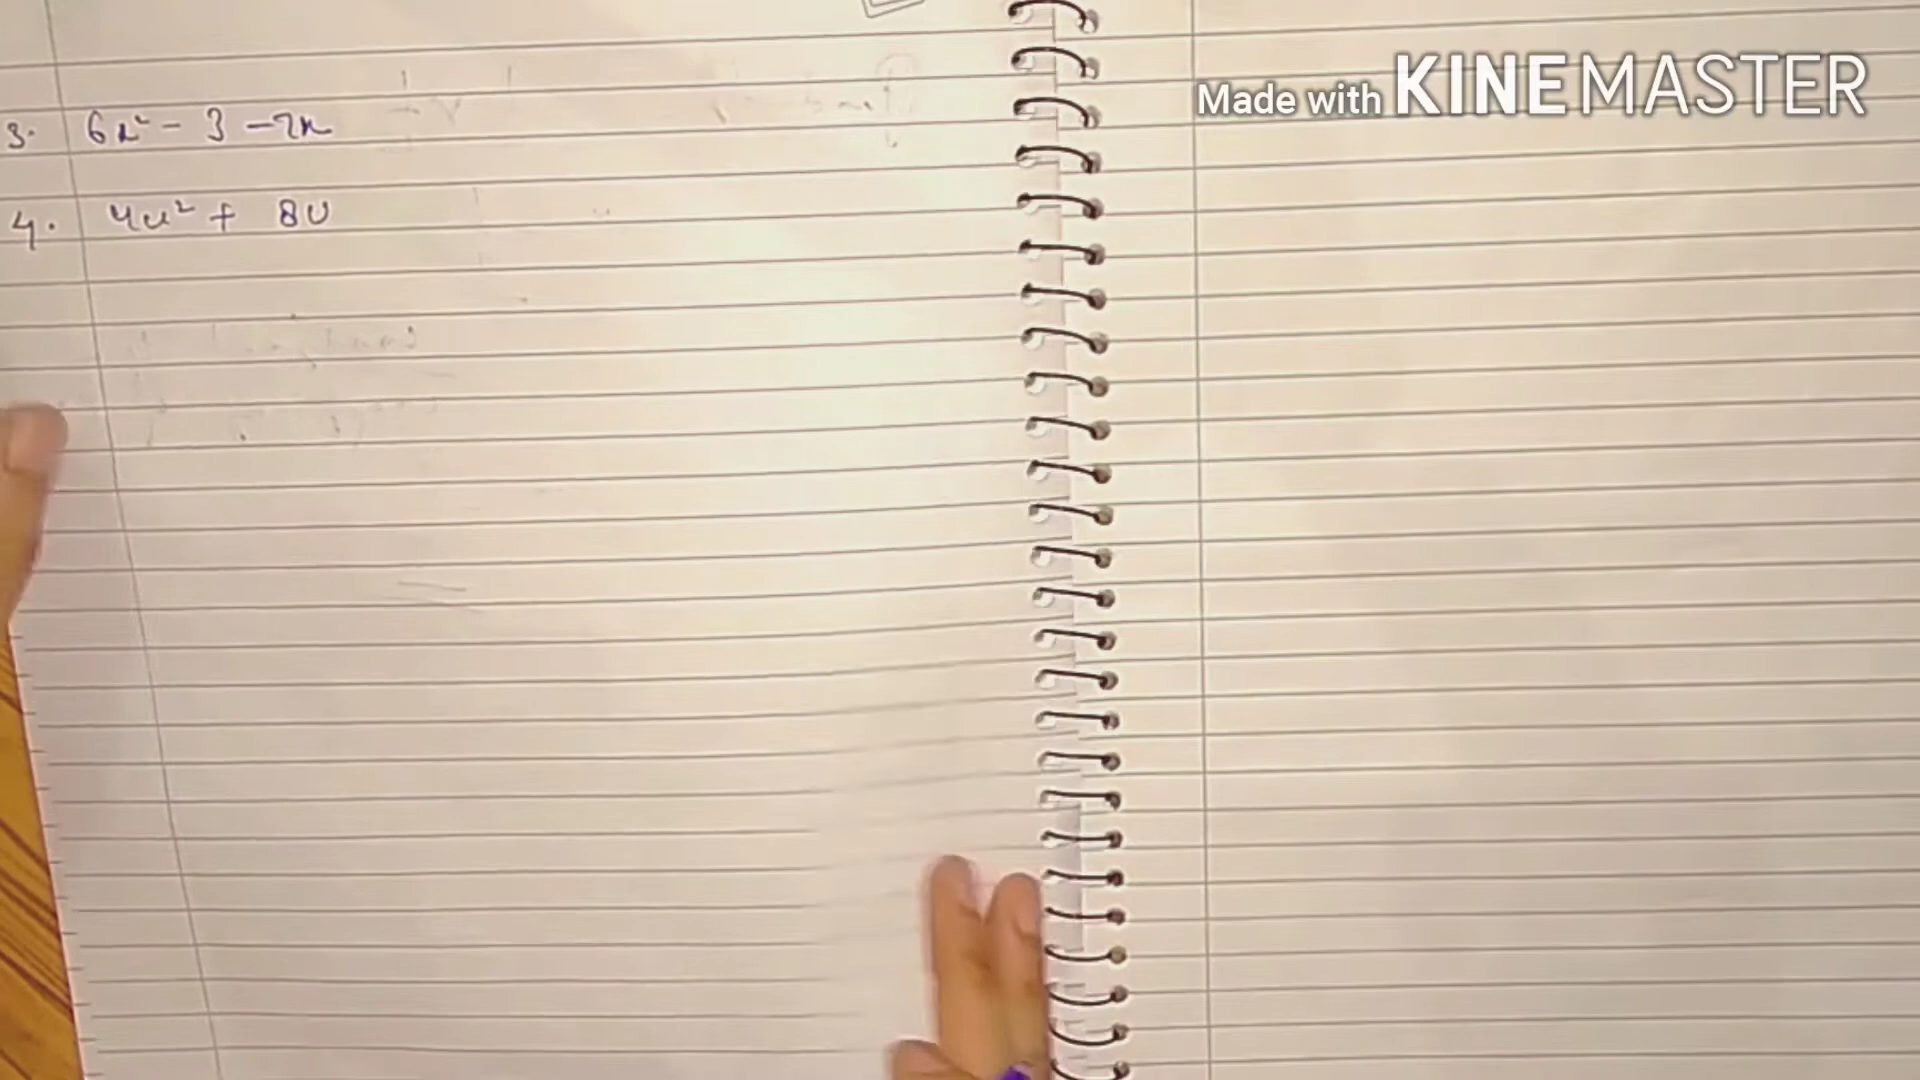 Made with KINEMASTER
3. 6x² - 3 - 7x
4. 4u² + 8U